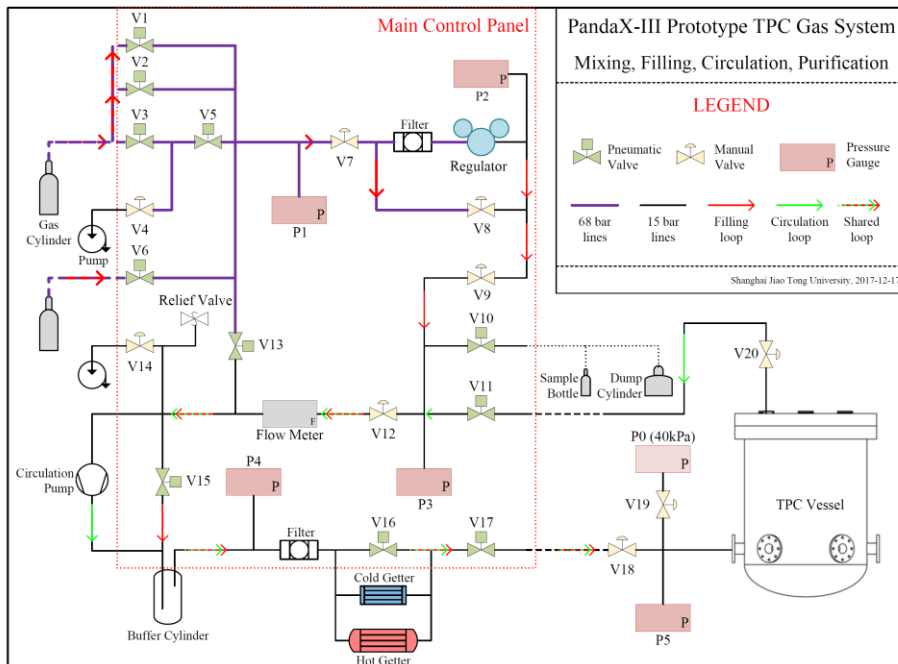 Main Control Panel
V1
V2
V3
V5
V7
Filter
P
P2
Regulator
Gas
Cylinder
Pump
V4
P
P1
V8
V6
V9
Relief Valve
V14
V13
V10
Sample
Bottle
Dump
Cylinder
V11
V20
F
Flow Meter
V12
P
P3
Circulation
Pump
V15
P4
P
Filter
V16
V17
Cold Getter
Hot Getter
Buffer Cylinder
P0 (40kPa)
P
V19
V18
P
P5
TPC Vessel
PandaX-III Prototype TPC Gas System
Mixing, Filling, Circulation, Purification
LEGEND
Pneumatic
Valve
Manual
Valve
P
Pressure
Gauge
68 bar
lines
15 bar
lines
Filling
loop
Circulation
loop
Shared
loop
Shanghai Jiao Tong University, 2017-12-17